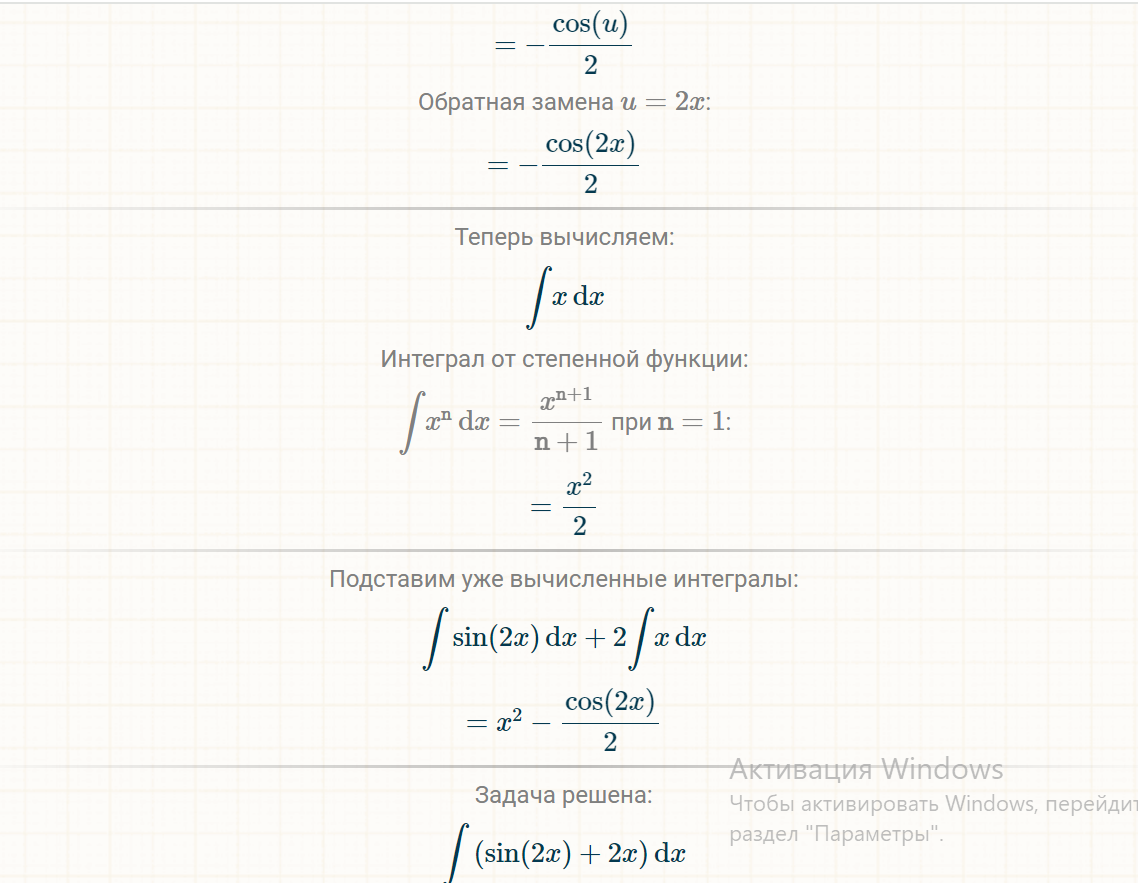 = −cos(u)/2
Обратная замена u = 2x:
= −cos(2x)/2
Теперь вычисляем:
∫ x dx
Интеграл от степенной функции:
∫ xⁿ dx = xⁿ⁺¹/(n + 1) при n = 1:
= x²/2
Подставим уже вычисленные интегралы:
∫ sin(2x) dx + 2 ∫ x dx
= x² − cos(2x)/2
Активация Windows
Задача решена:
Чтобы активировать Windows, перейдит
раздел "Параметры".
∫ (sin(2x) + 2x) dx